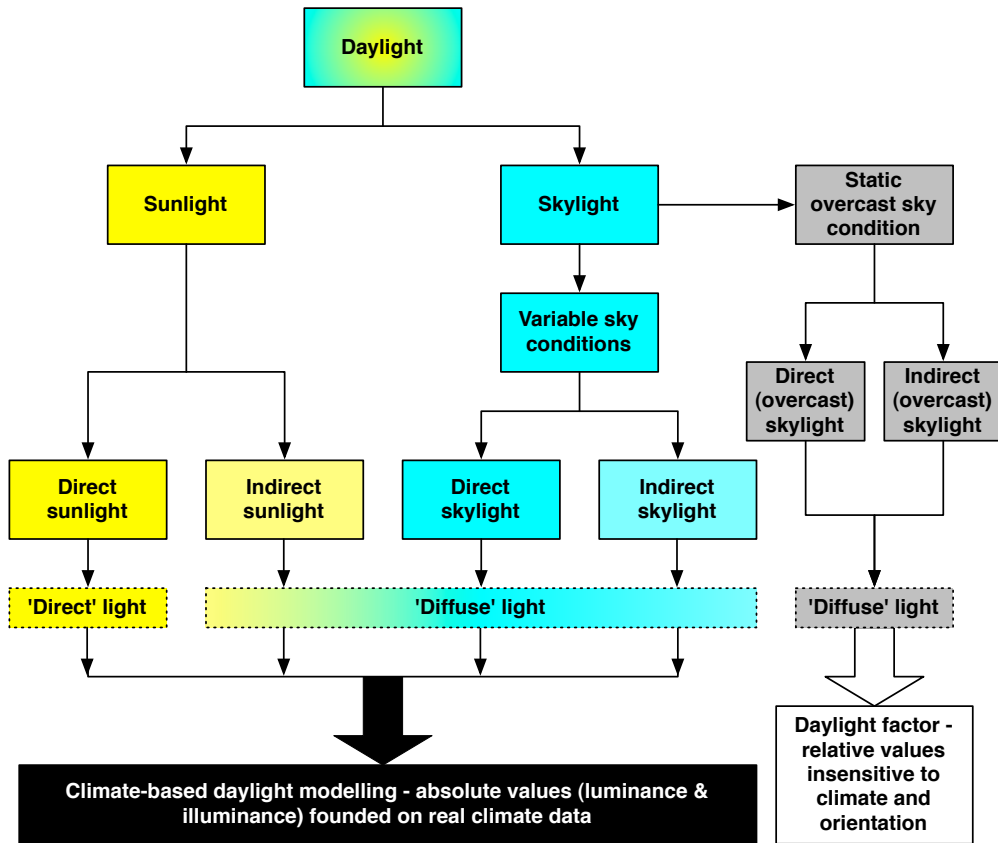 Daylight
Sunlight
Skylight
Static
overcast sky
condition
Variable sky
conditions
Direct
(overcast)
skylight
Indirect
(overcast)
skylight
Direct
sunlight
Indirect
sunlight
Direct
skylight
Indirect
skylight
'Direct' light
'Diffuse' light
'Diffuse' light
Climate-based daylight modelling - absolute values (luminance &
illuminance) founded on real climate data
Daylight factor -
relative values
insensitive to
climate and
orientation